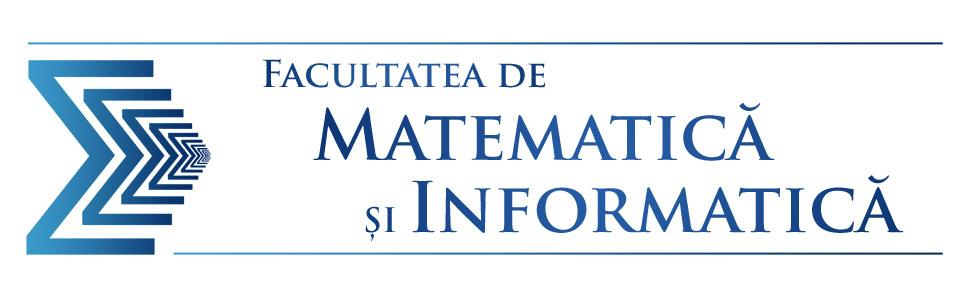 Facultatea de
Matematică
și Informatică